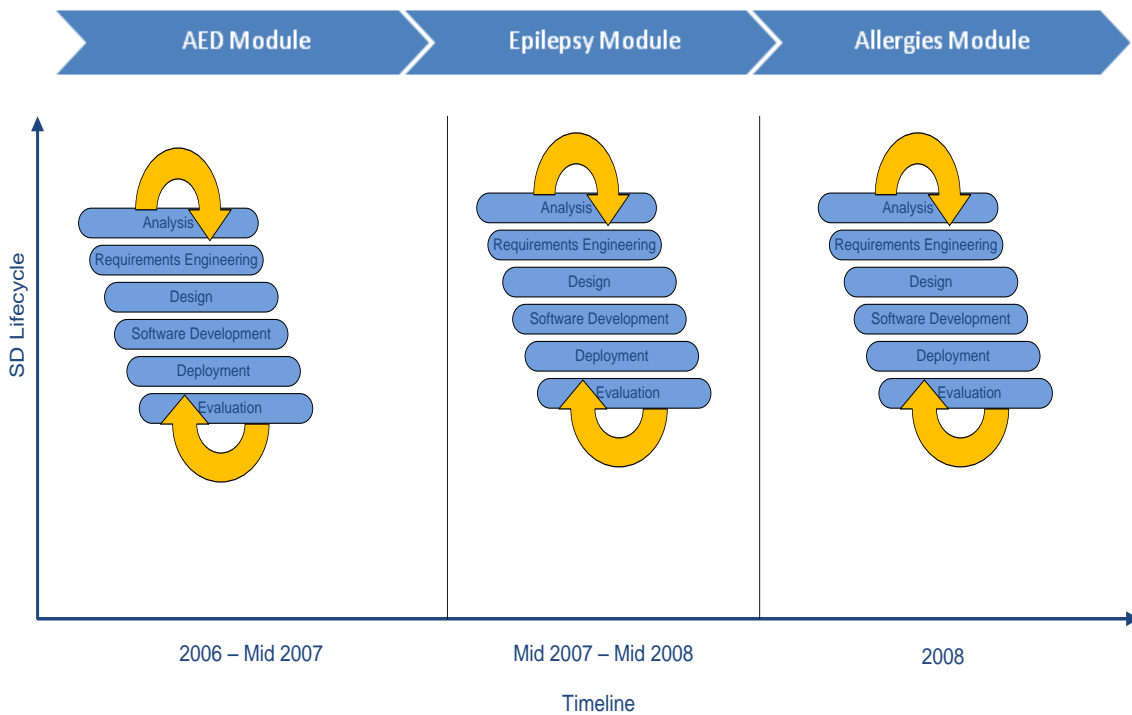 AED Module
Epilepsy Module
Allergies Module
SD Lifecycle
Analysis
Requirements Engineering
Design
Software Development
Deployment
Evaluation
Analysis
Requirements Engineering
Design
Software Development
Deployment
Evaluation
Analysis
Requirements Engineering
Design
Software Development
Deployment
Evaluation
2006 – Mid 2007
Mid 2007 – Mid 2008
2008
Timeline